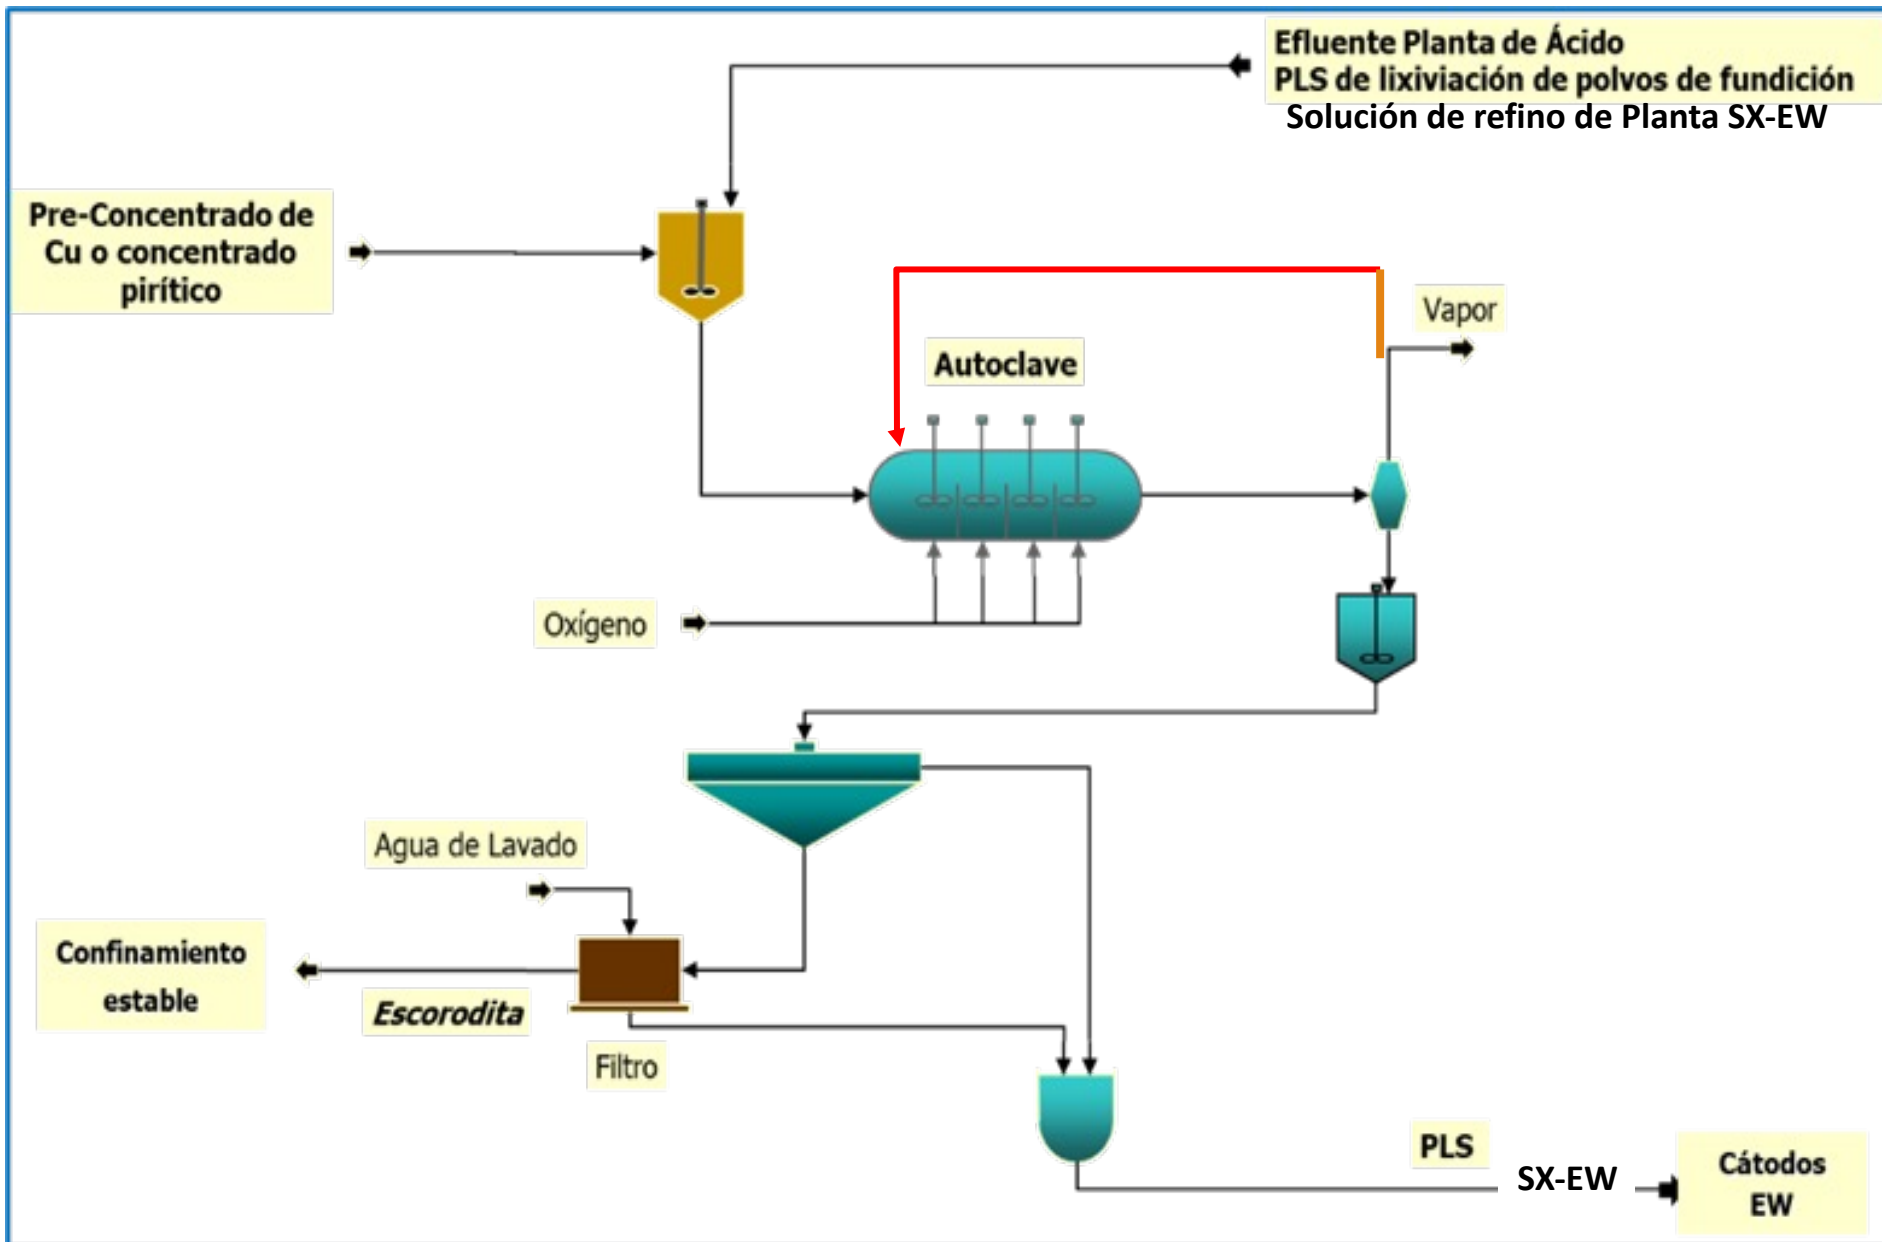 Efluente Planta de Ácido
PLS de lixiviación de polvos de fundición
Solución de refino de Planta SX-EW
Pre-Concentrado de
Cu o concentrado
pirítico
Vapor
Autoclave
Oxígeno
Agua de Lavado
Confinamiento
estable
Escorodita
Filtro
PLS
SX-EW
Cátodos
EW